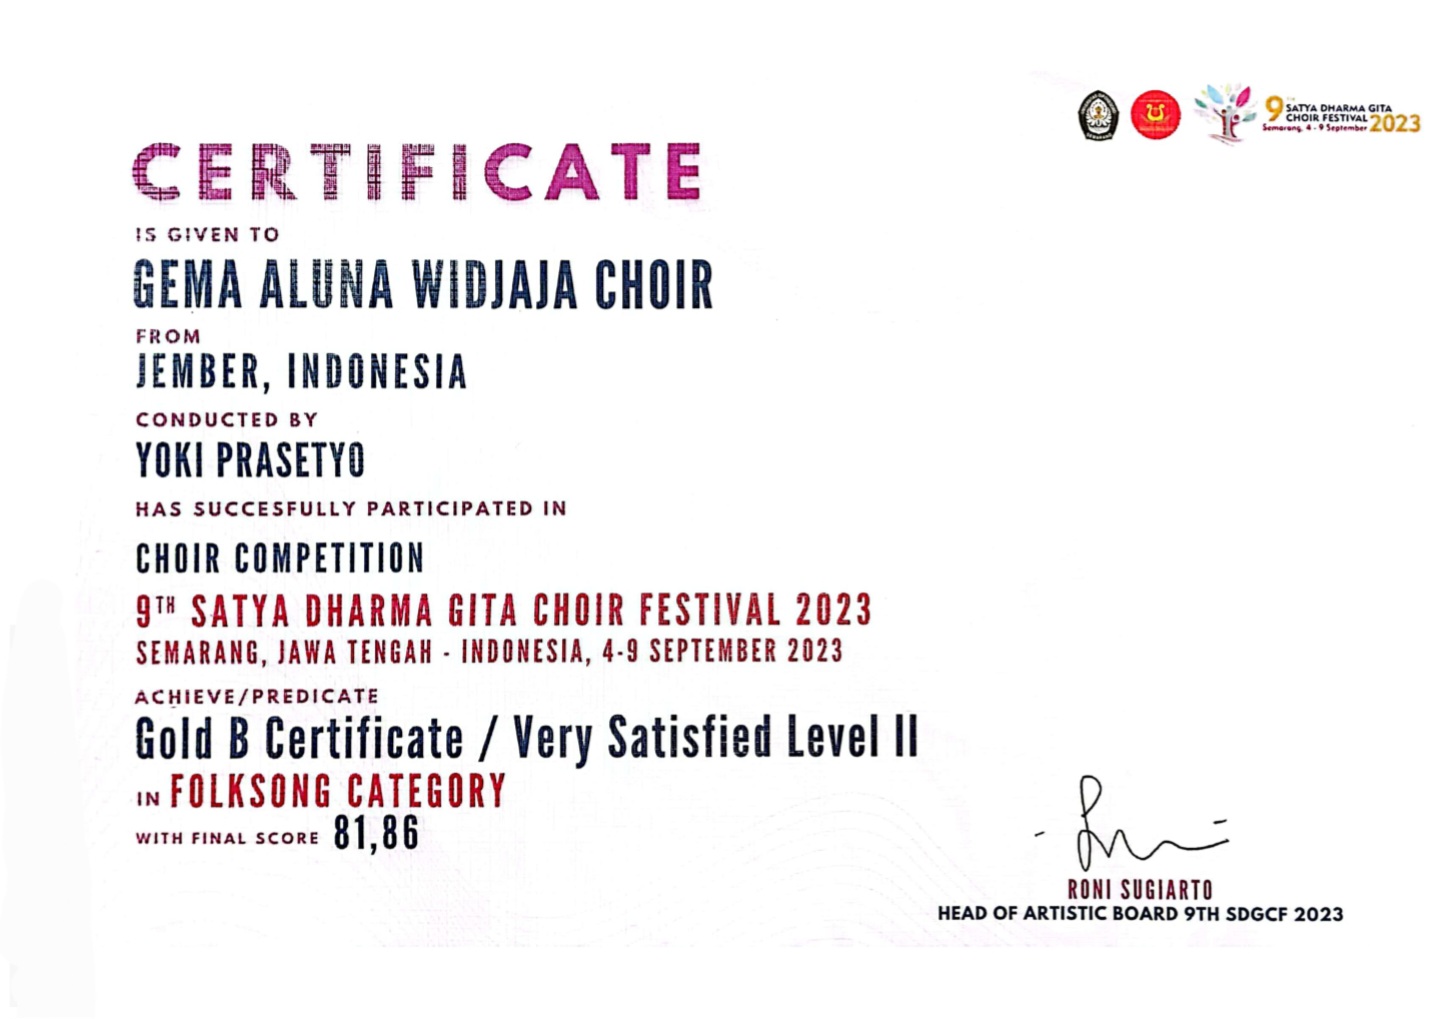 9TH SATYA DHARMA GITA
CHOIR FESTIVAL 2023
Semarang, 4 - 9 September
CERTIFICATE
IS GIVEN TO
GEMA ALUNA WIDJAJA CHOIR
FROM
JEMBER, INDONESIA
CONDUCTED BY
YOKI PRASETYO
HAS SUCCESFULLY PARTICIPATED IN
CHOIR COMPETITION
9TH SATYA DHARMA GITA CHOIR FESTIVAL 2023
SEMARANG, JAWA TENGAH - INDONESIA, 4-9 SEPTEMBER 2023
ACHIEVE/PREDICATE
Gold B Certificate / Very Satisfied Level II
IN FOLKSONG CATEGORY
WITH FINAL SCORE 81,86
RONI SUGIARTO
HEAD OF ARTISTIC BOARD 9TH SDGCF 2023